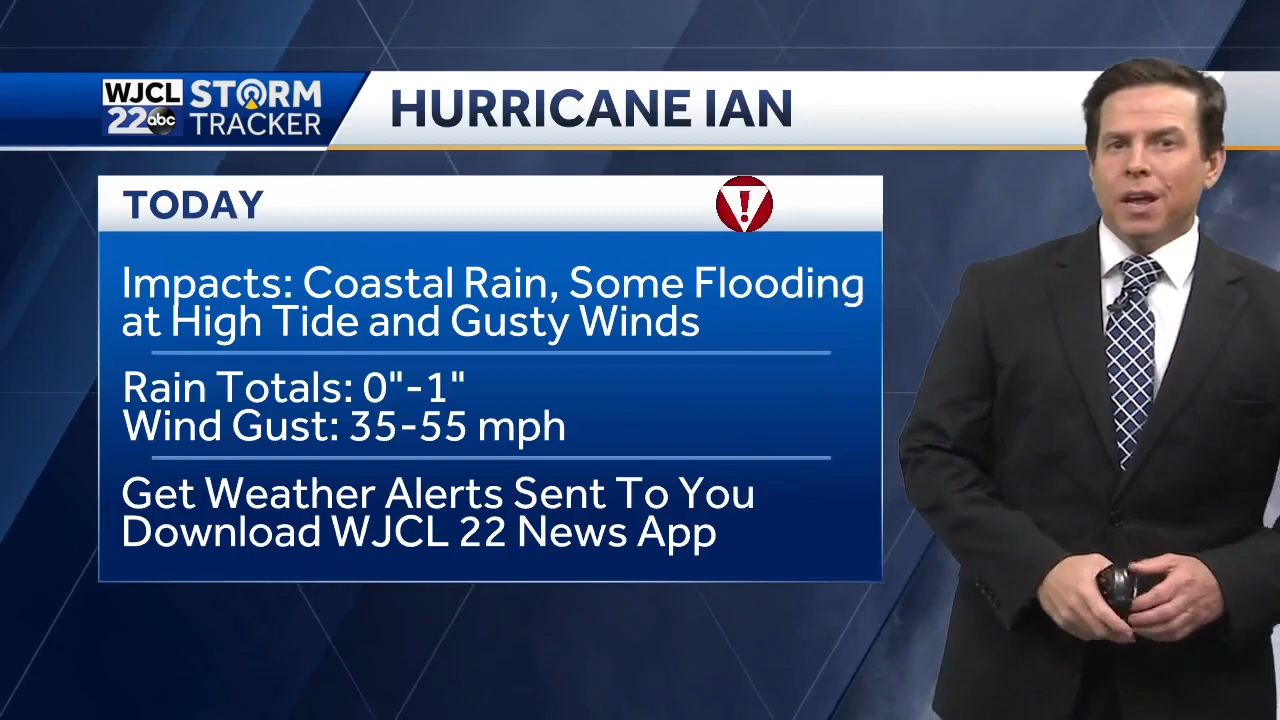 WJCL
22 abc
STORM
TRACKER
HURRICANE IAN
TODAY
!
Impacts: Coastal Rain, Some Flooding
at High Tide and Gusty Winds
Rain Totals: 0"-1"
Wind Gust: 35-55 mph
Get Weather Alerts Sent To You
Download WJCL 22 News App